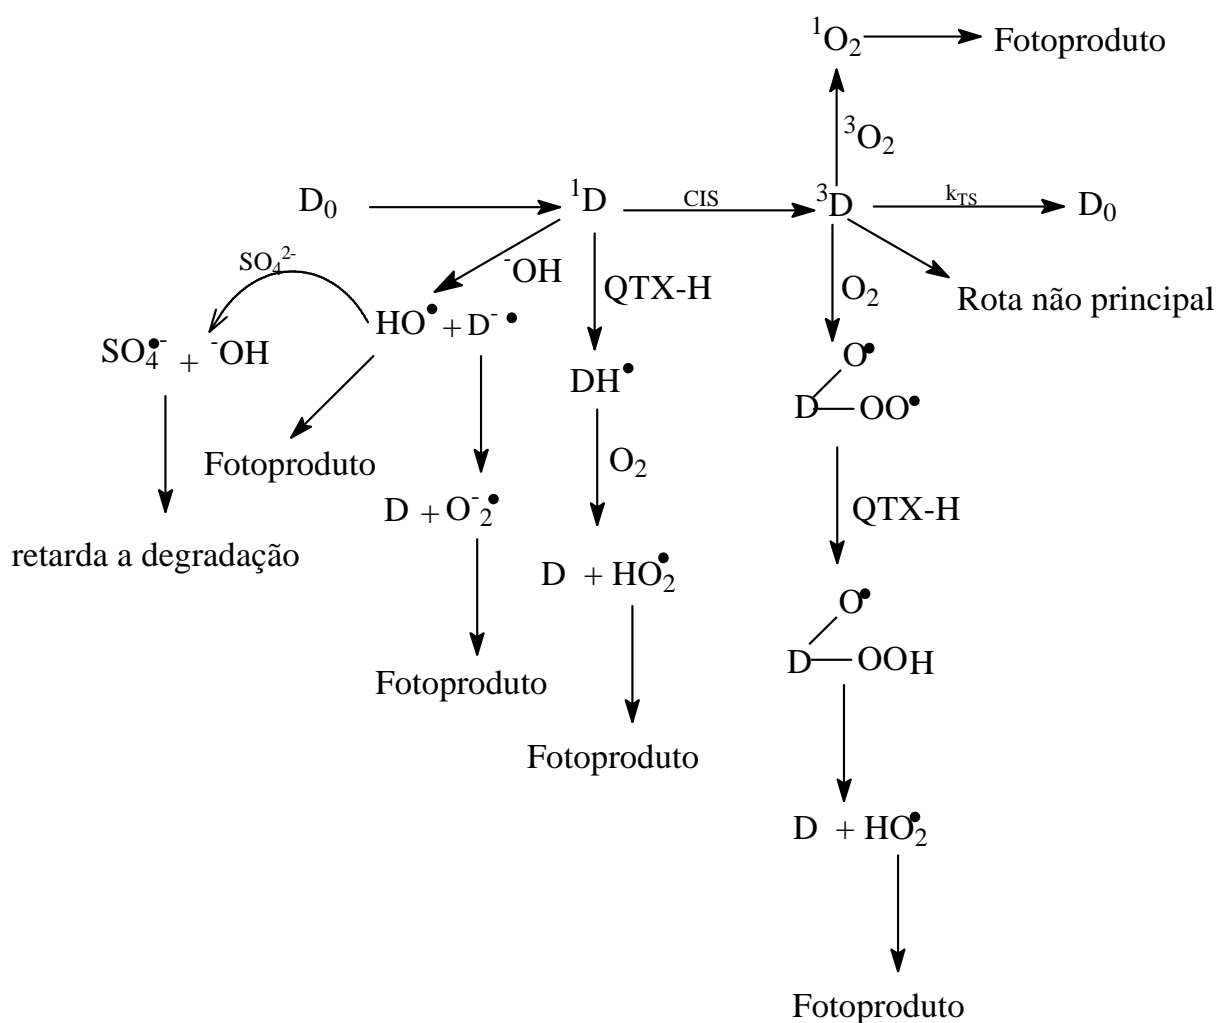 ¹O₂ Fotoproduto
³O₂
D₀ ¹D CIS ³D k_TS D₀
SO₄²⁻ ⁻OH QTX-H O₂ Rota não principal
SO₄•⁻ + ⁻OH HO• + D⁻•
DH• O•
D OO•
Fotoproduto O₂
D + O⁻₂• QTX-H
retarda a degradação D + HO₂•
O•
D OOH
Fotoproduto
Fotoproduto
D + HO₂•
Fotoproduto